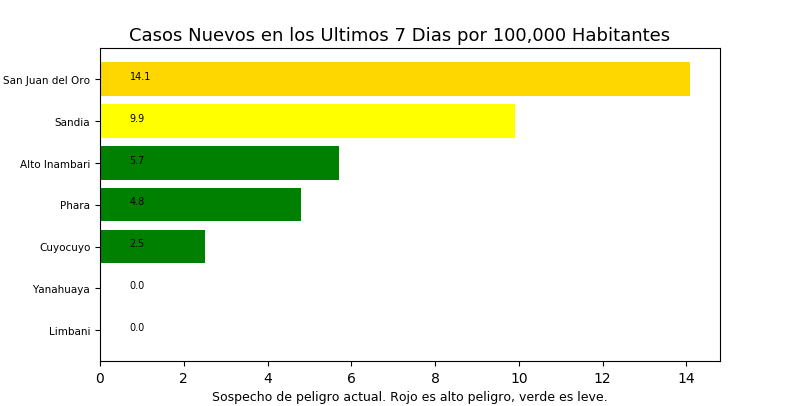 Casos Nuevos en los Ultimos 7 Dias por 100,000 Habitantes
San Juan del Oro 14.1
Sandia 9.9
Alto Inambari 5.7
Phara 4.8
Cuyocuyo 2.5
Yanahuaya 0.0
Limbani 0.0
0 2 4 6 8 10 12 14
Sospecho de peligro actual. Rojo es alto peligro, verde es leve.